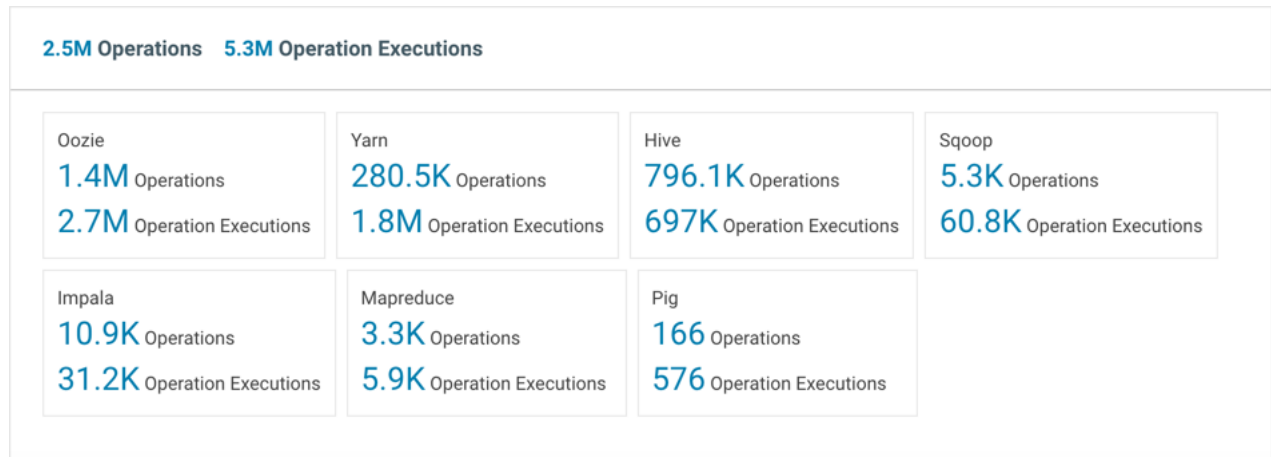 2.5M Operations 5.3M Operation Executions
Oozie
1.4M Operations
2.7M Operation Executions
Yarn
280.5K Operations
1.8M Operation Executions
Hive
796.1K Operations
697K Operation Executions
Sqoop
5.3K Operations
60.8K Operation Executions
Impala
10.9K Operations
31.2K Operation Executions
Mapreduce
3.3K Operations
5.9K Operation Executions
Pig
166 Operations
576 Operation Executions